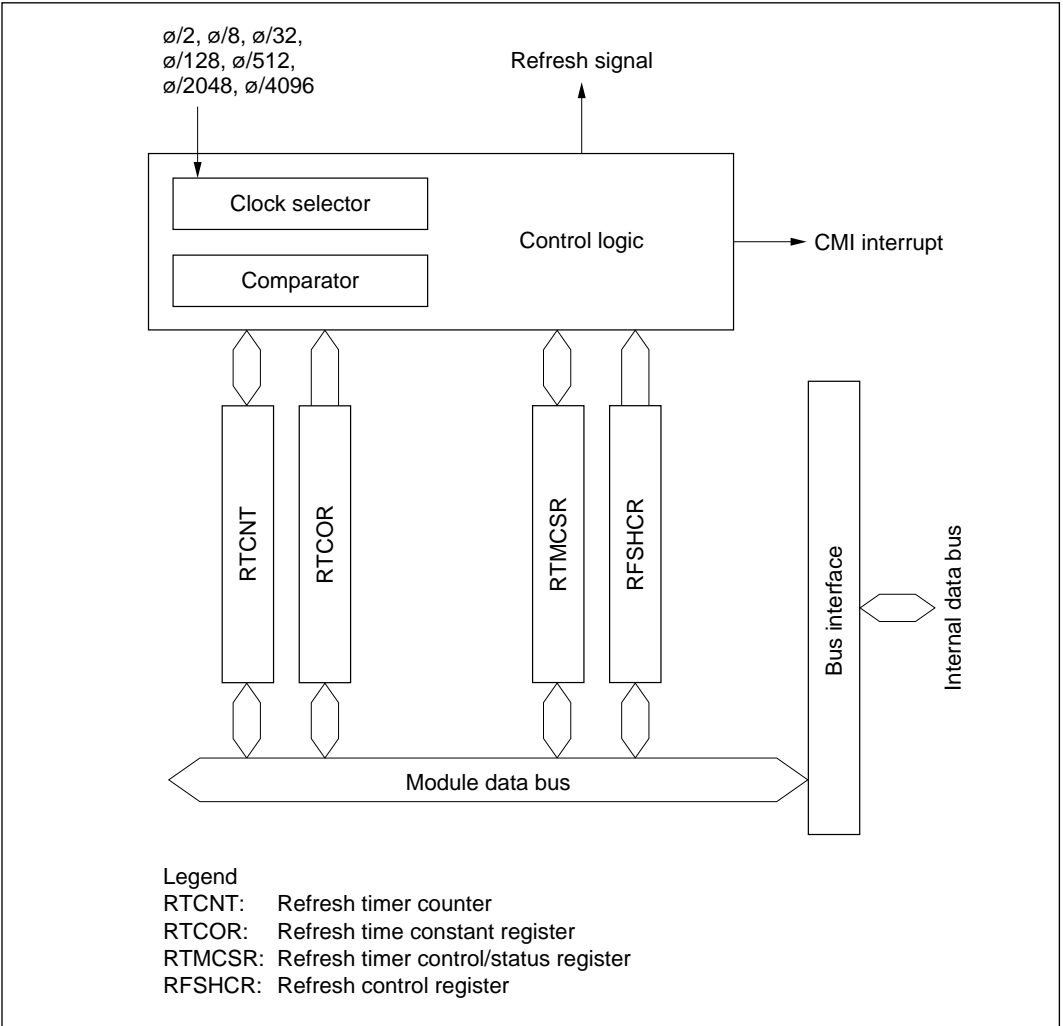 ø/2, ø/8, ø/32,
ø/128, ø/512,
ø/2048, ø/4096
Refresh signal
Clock selector
Control logic
CMI interrupt
Comparator
RTCNT
RTCOR
RTMCSR
RFSHCR
Bus interface
Internal data bus
Module data bus
Legend
RTCNT: Refresh timer counter
RTCOR: Refresh time constant register
RTMCSR: Refresh timer control/status register
RFSHCR: Refresh control register